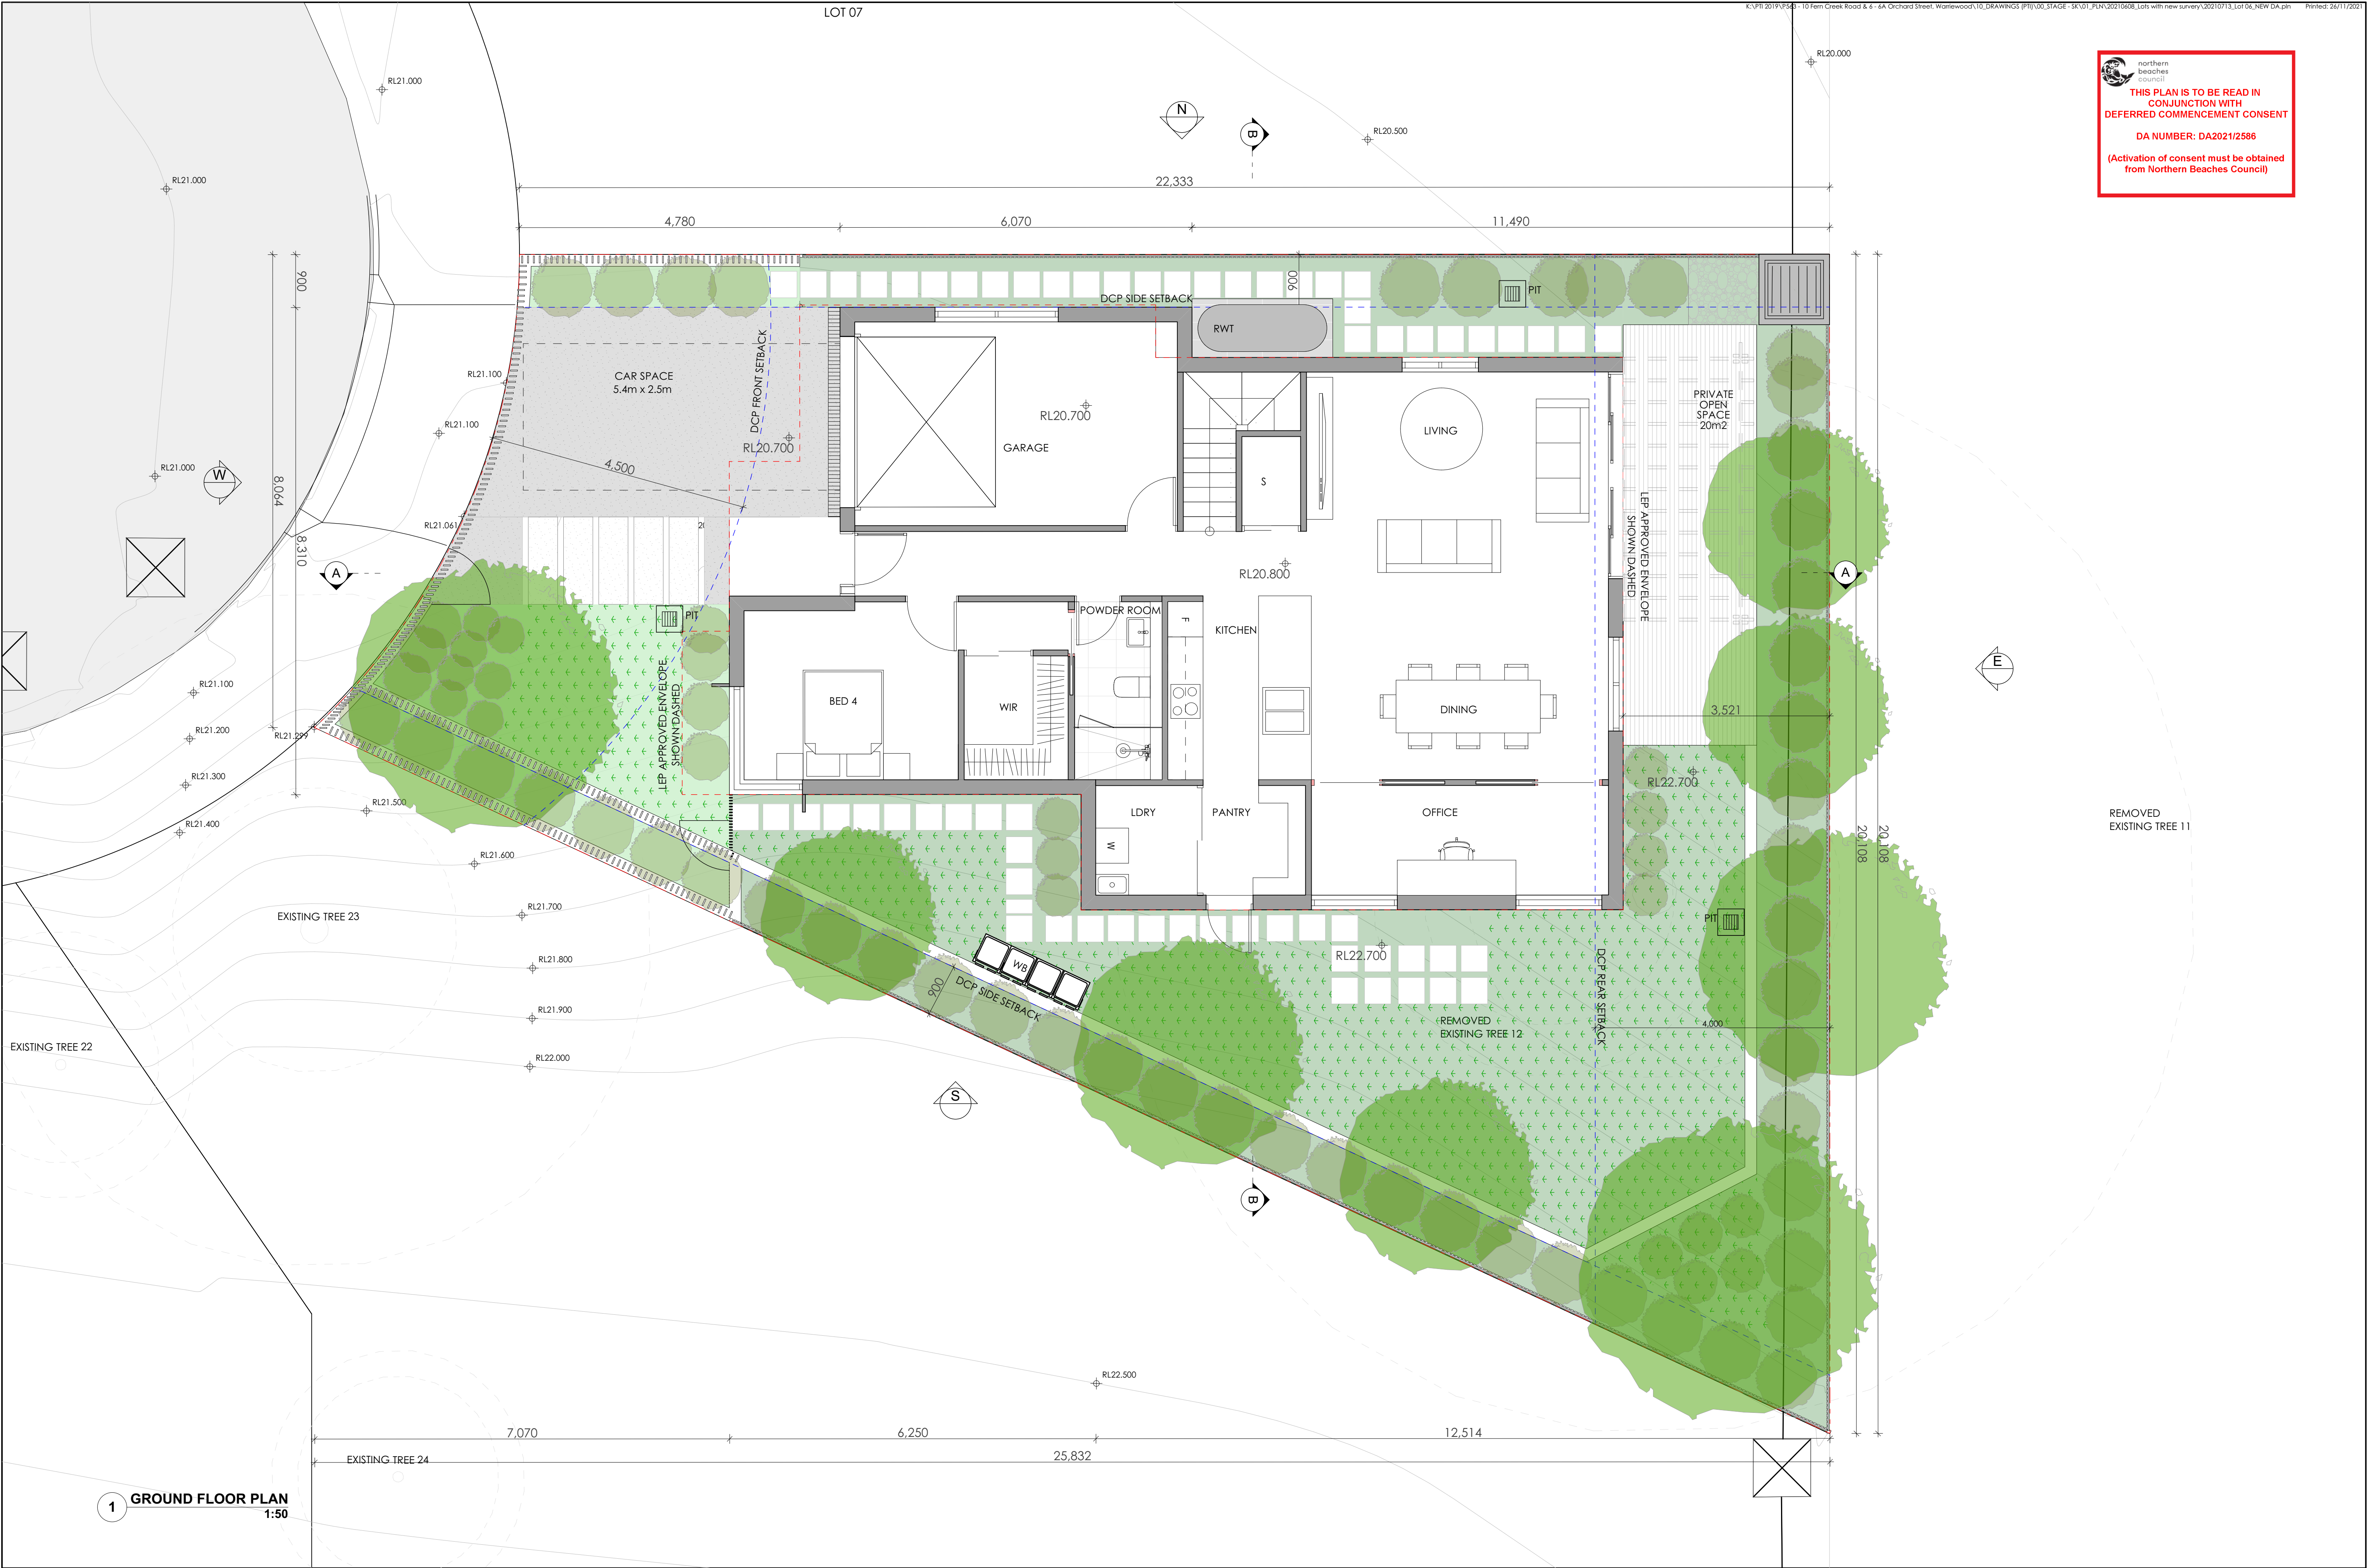 K:\PTI 2019\P563 - 10 Fern Creek Road & 6 - 6A Orchard Street, Warriewood\10_DRAWINGS (PTI)\00_STAGE - SK\01_PLN\20210608_Lots with new survery\20210713_Lot 06_NEW DA.pln Printed: 26/11/2021
LOT 07
northern
beaches
council
THIS PLAN IS TO BE READ IN
CONJUNCTION WITH
DEFERRED COMMENCEMENT CONSENT
DA NUMBER: DA2021/2586
(Activation of consent must be obtained
from Northern Beaches Council)
RL20.000
RL21.000
N
B
RL20.500
RL21.000
22,333
4,780
6,070
11,490
900
900
DCP SIDE SETBACK
PIT
RWT
CAR SPACE
5.4m x 2.5m
DCP FRONT SETBACK
RL21.100
RL20.700
GARAGE
RL20.700
LIVING
PRIVATE
OPEN
SPACE
20m2
RL21.100
4,500
RL21.000
W
8,064
8,310
S
RL21.061
20
LEP APPROVED ENVELOPE
SHOWN DASHED
A
A
RL20.800
PIT
POWDER ROOM
F
KITCHEN
E
RL21.100
LEP APPROVED ENVELOPE
SHOWN DASHED
BED 4
WIR
DINING
3,521
RL21.200
RL21.299
RL21.300
RL21.500
RL21.400
RL22.700
LDRY
PANTRY
OFFICE
W
REMOVED
EXISTING TREE 11
20,108
20,108
RL21.600
RL21.700
EXISTING TREE 23
PIT
RL22.700
RL21.800
WB
900
DCP SIDE SETBACK
DCP REAR SETBACK
RL21.900
REMOVED
EXISTING TREE 12
4,000
EXISTING TREE 22
RL22.000
S
B
RL22.500
7,070
6,250
12,514
25,832
EXISTING TREE 24
1
GROUND FLOOR PLAN
1:50